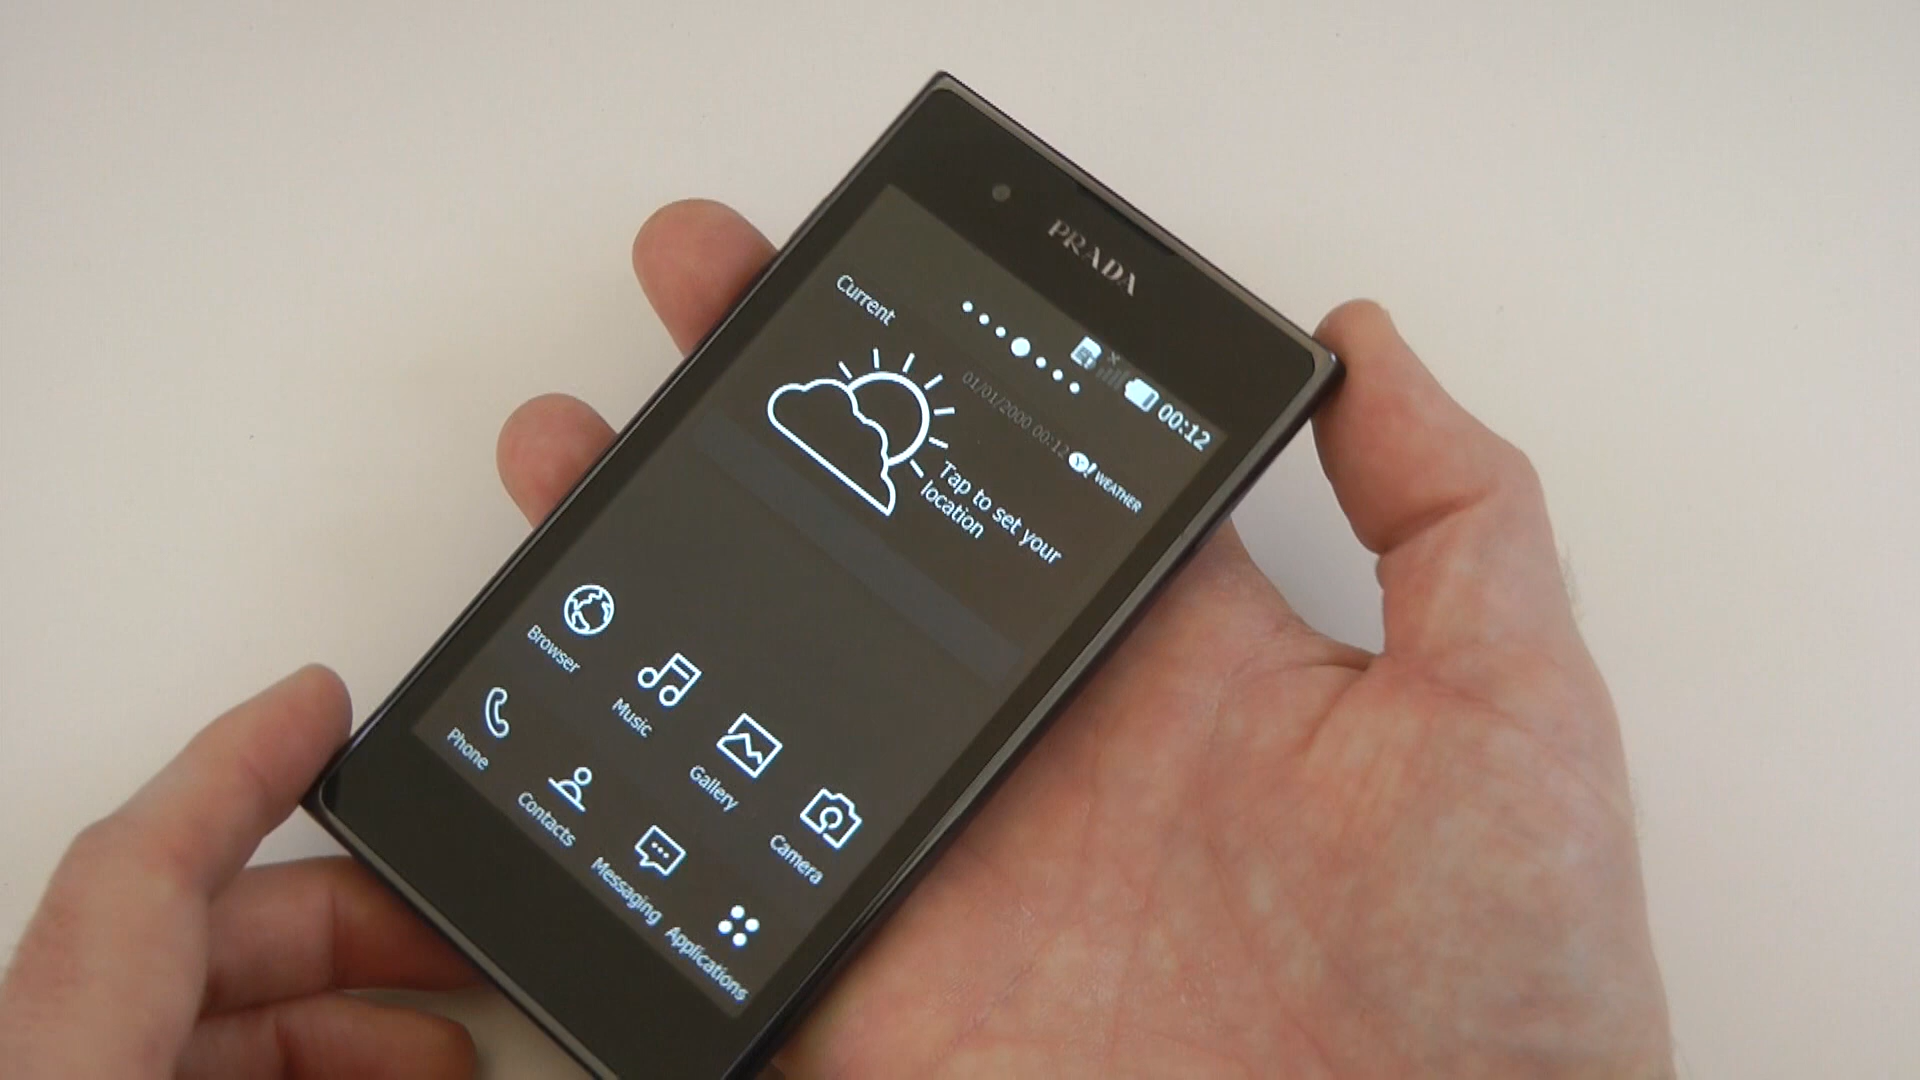 PRADA
00:12
Current
01/01/2000 00:12
Y! WEATHER
Tap to set your
location
Browser
Music
Gallery
Camera
Phone
Contacts
Messaging
Applications